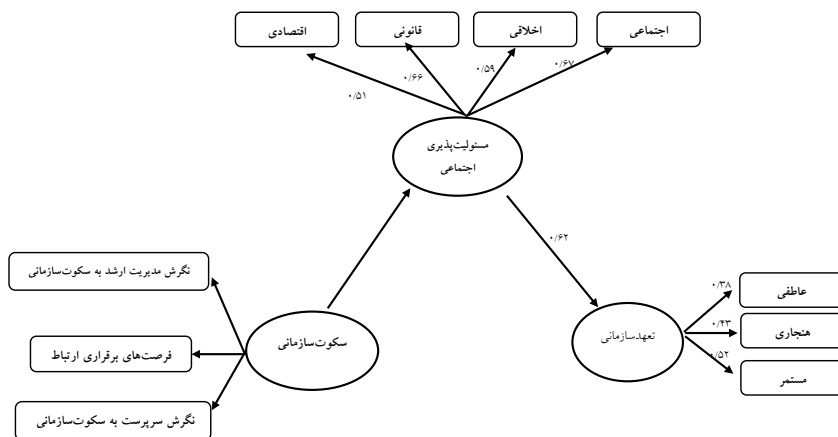 اجتماعی
اخلاقی
قانونی
اقتصادی
۰/۶۷
۰/۵۹
۰/۶۶
۰/۵۱
مسئولیت‌پذیری
اجتماعی
۰/۶۲
نگرش مدیریت ارشد به سکوت‌سازمانی
فرصت‌های برقراری ارتباط
نگرش سرپرست به سکوت‌سازمانی
سکوت‌سازمانی
تعهدسازمانی
۰/۳۸
عاطفی
۰/۴۳
هنجاری
۰/۵۲
مستمر